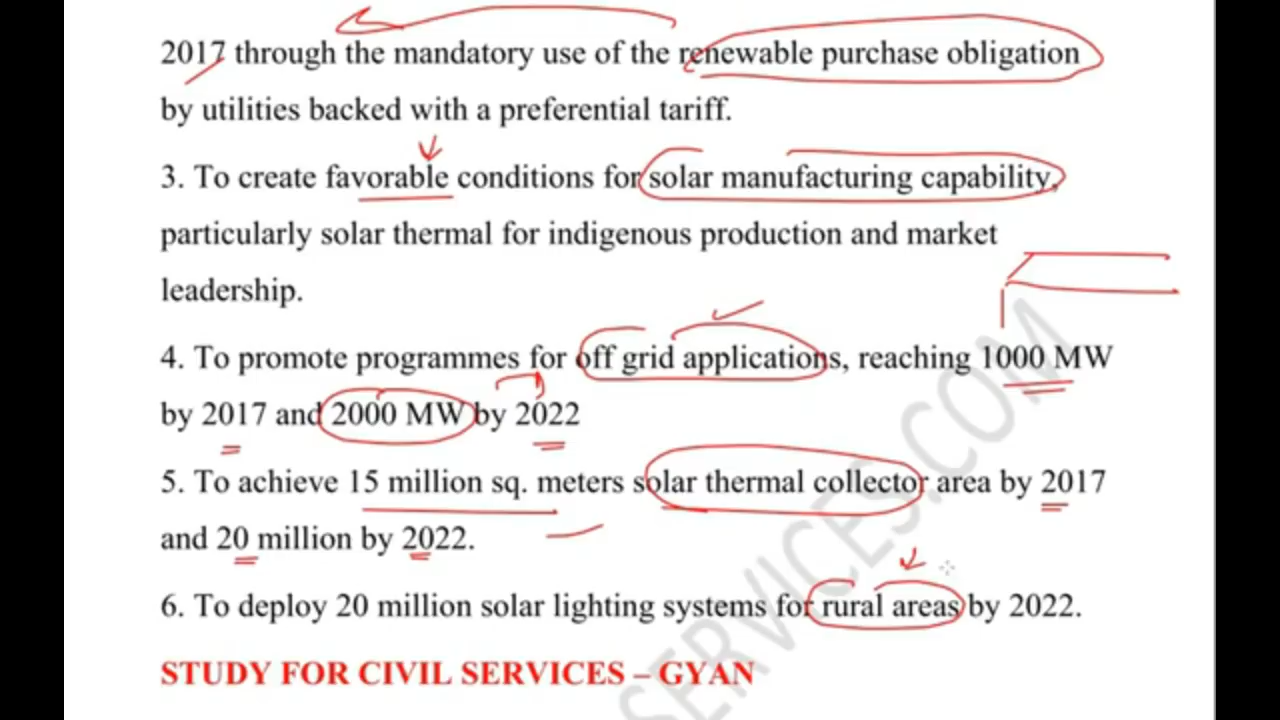 2017 through the mandatory use of the renewable purchase obligation
by utilities backed with a preferential tariff.
3. To create favorable conditions for solar manufacturing capability,
particularly solar thermal for indigenous production and market
leadership.
4. To promote programmes for off grid applications, reaching 1000 MW
by 2017 and 2000 MW by 2022
5. To achieve 15 million sq. meters solar thermal collector area by 2017
and 20 million by 2022.
6. To deploy 20 million solar lighting systems for rural areas by 2022.
STUDY FOR CIVIL SERVICES – GYAN
SERVICES.COM